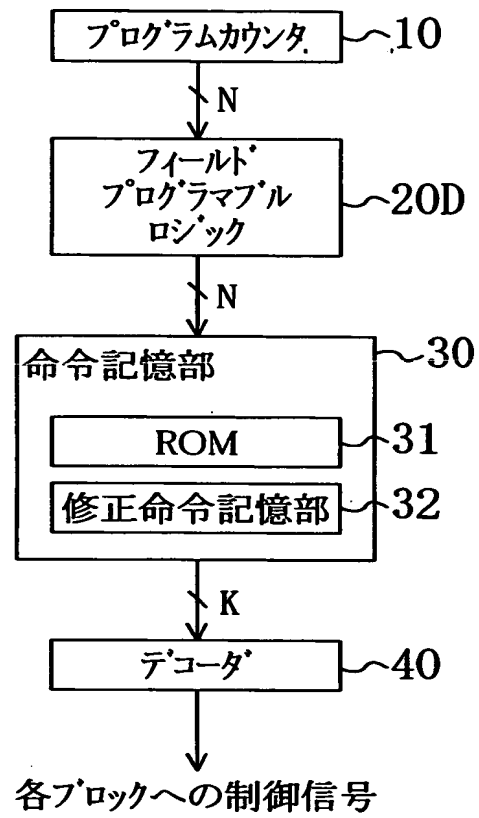 プログラムカウンタ
10
N
フィールド
プログラマブル
ロジック
20D
N
命令記憶部
30
ROM
31
修正命令記憶部
32
K
デコーダ
40
各ブロックへの制御信号